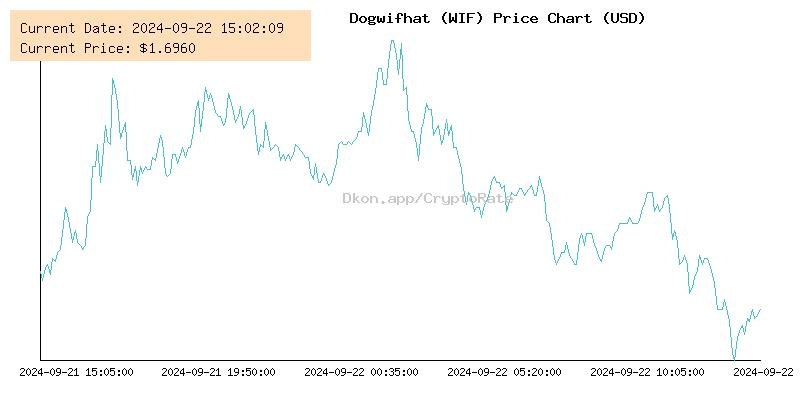 Dogwifhat (WIF) Price Chart (USD)
Current Date: 2024-09-22 15:02:09
Current Price: $1.6960
Dkon.app/CryptoRate
2024-09-21 15:05:00 2024-09-21 19:50:00 2024-09-22 00:35:00 2024-09-22 05:20:00 2024-09-22 10:05:00 2024-09-22